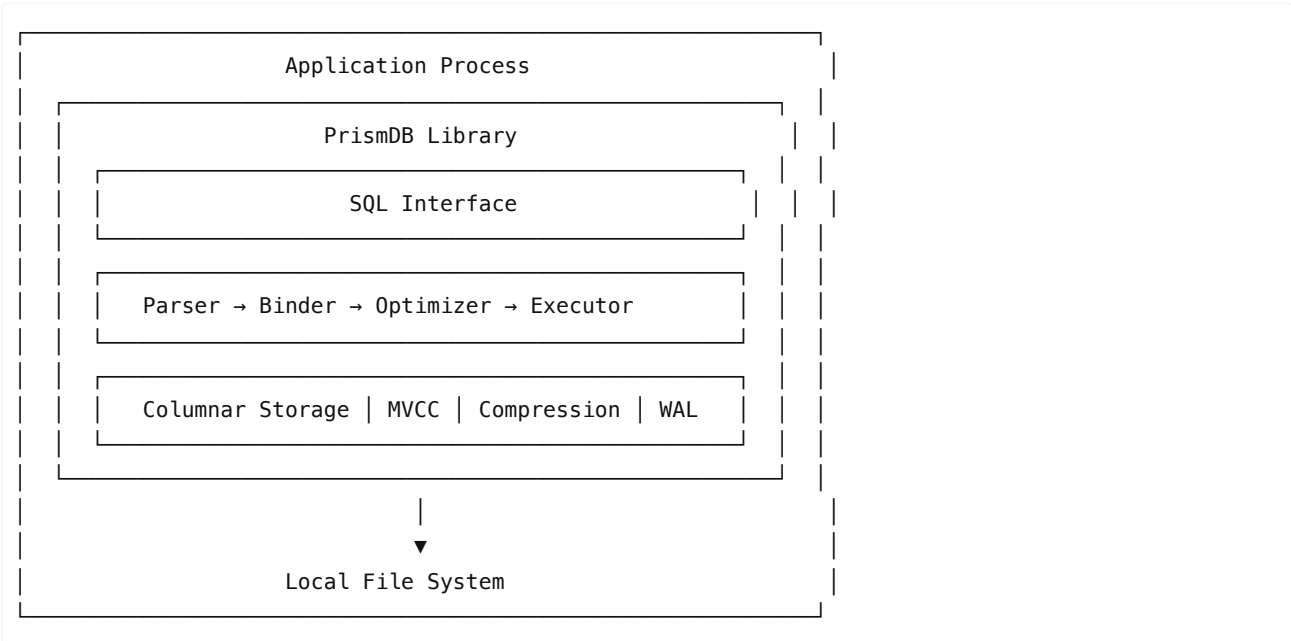 Application Process
PrismDB Library
SQL Interface
Parser → Binder → Optimizer → Executor
Columnar Storage │ MVCC │ Compression │ WAL
Local File System